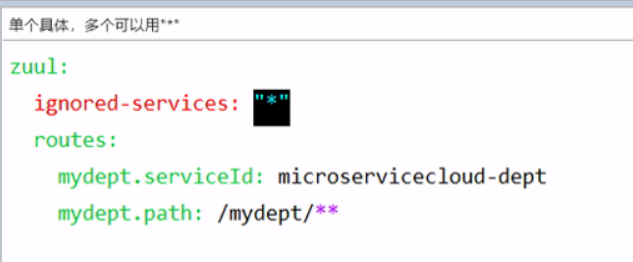 单个具体，多个可以用"*"
zuul:
  ignored-services: "*"
  routes:
    mydept.serviceId: microservicecloud-dept
    mydept.path: /mydept/**